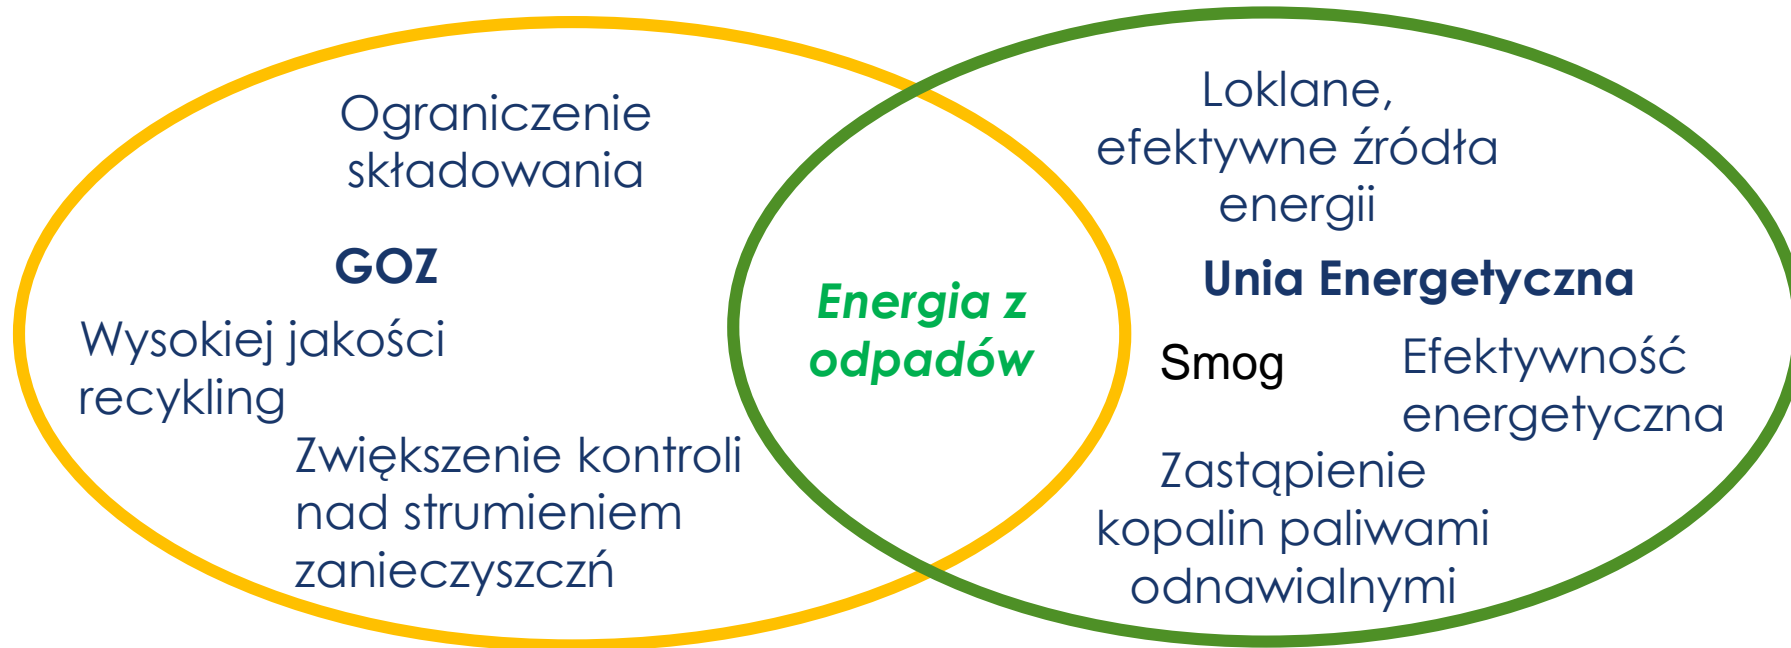 Ograniczenie
składowania
GOZ
Wysokiej jakości
recykling
Zwiększenie kontroli
nad strumieniem
zanieczyszczń
Energia z
odpadów
Loklane,
efektywne źródła
energii
Unia Energetyczna
Smog
Efektywność
energetyczna
Zastąpienie
kopalin paliwami
odnawialnymi